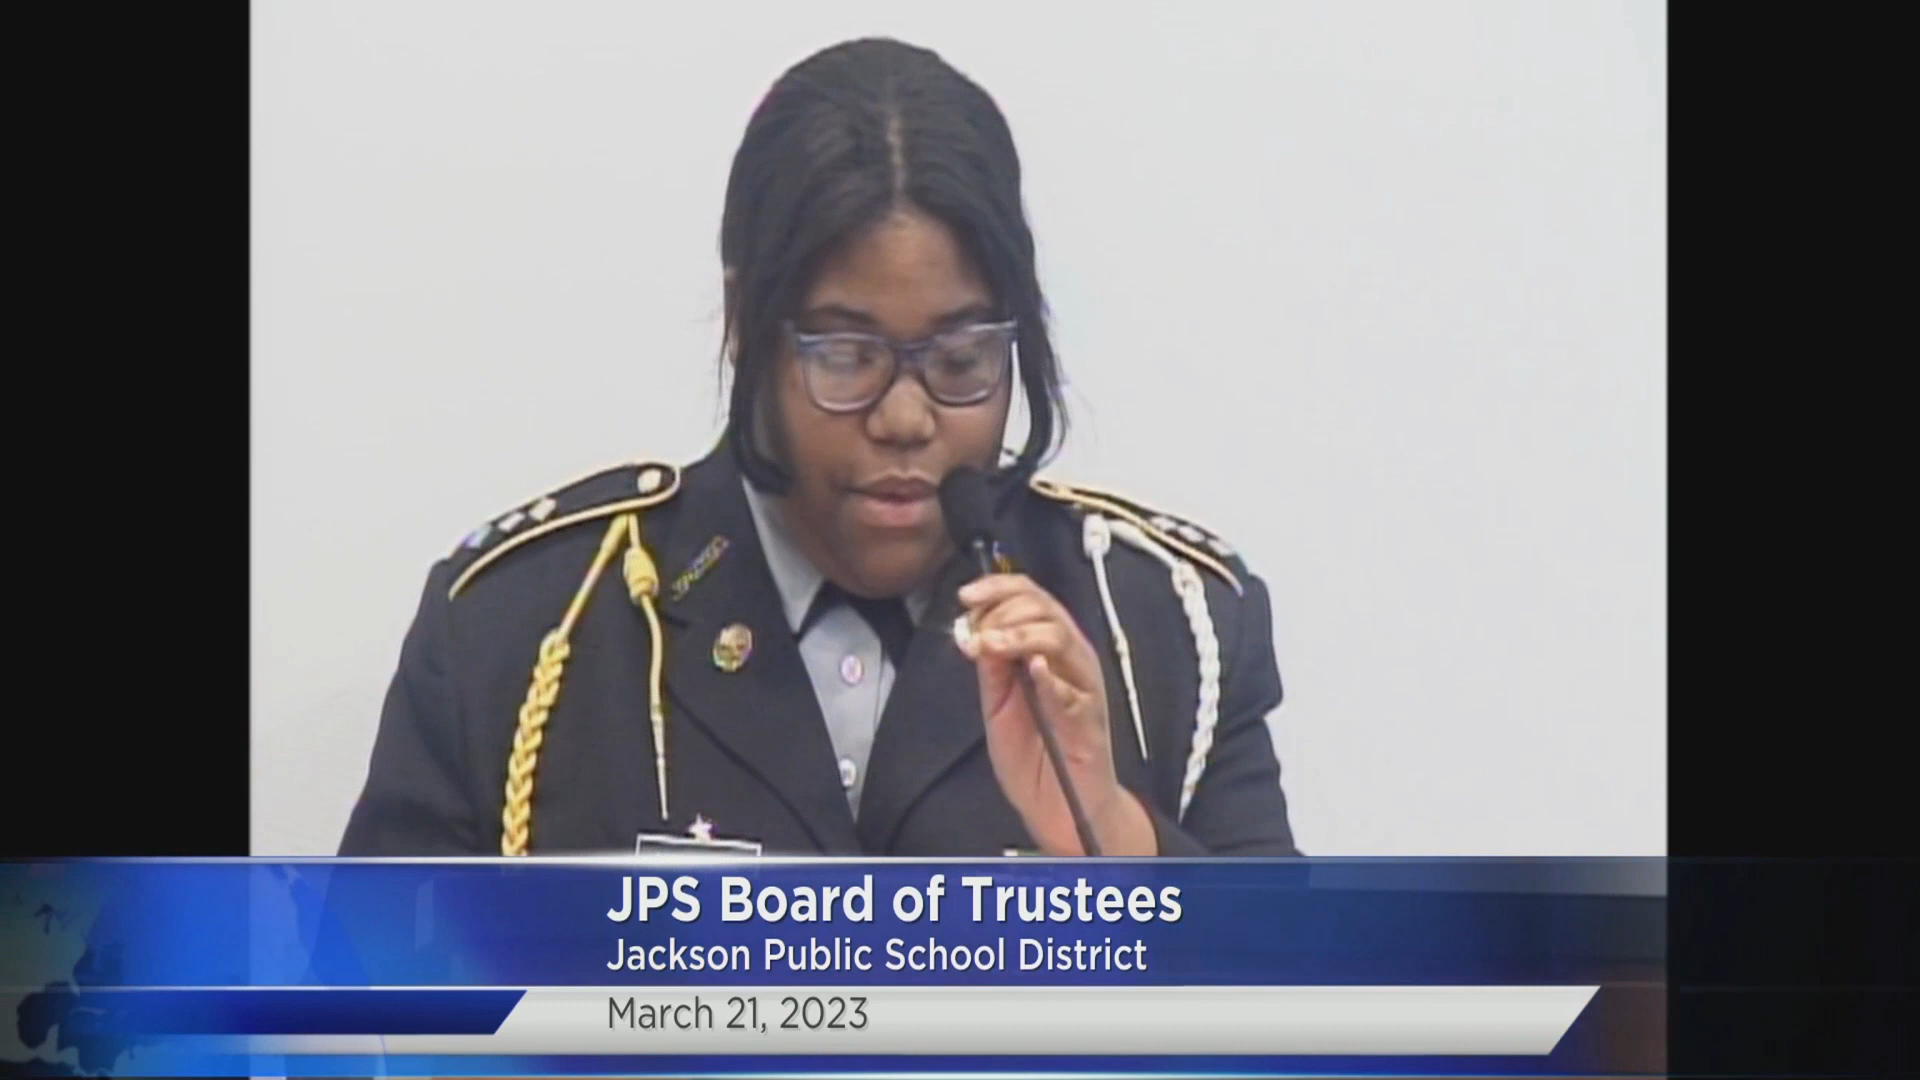 JPS Board of Trustees
Jackson Public School District
March 21, 2023